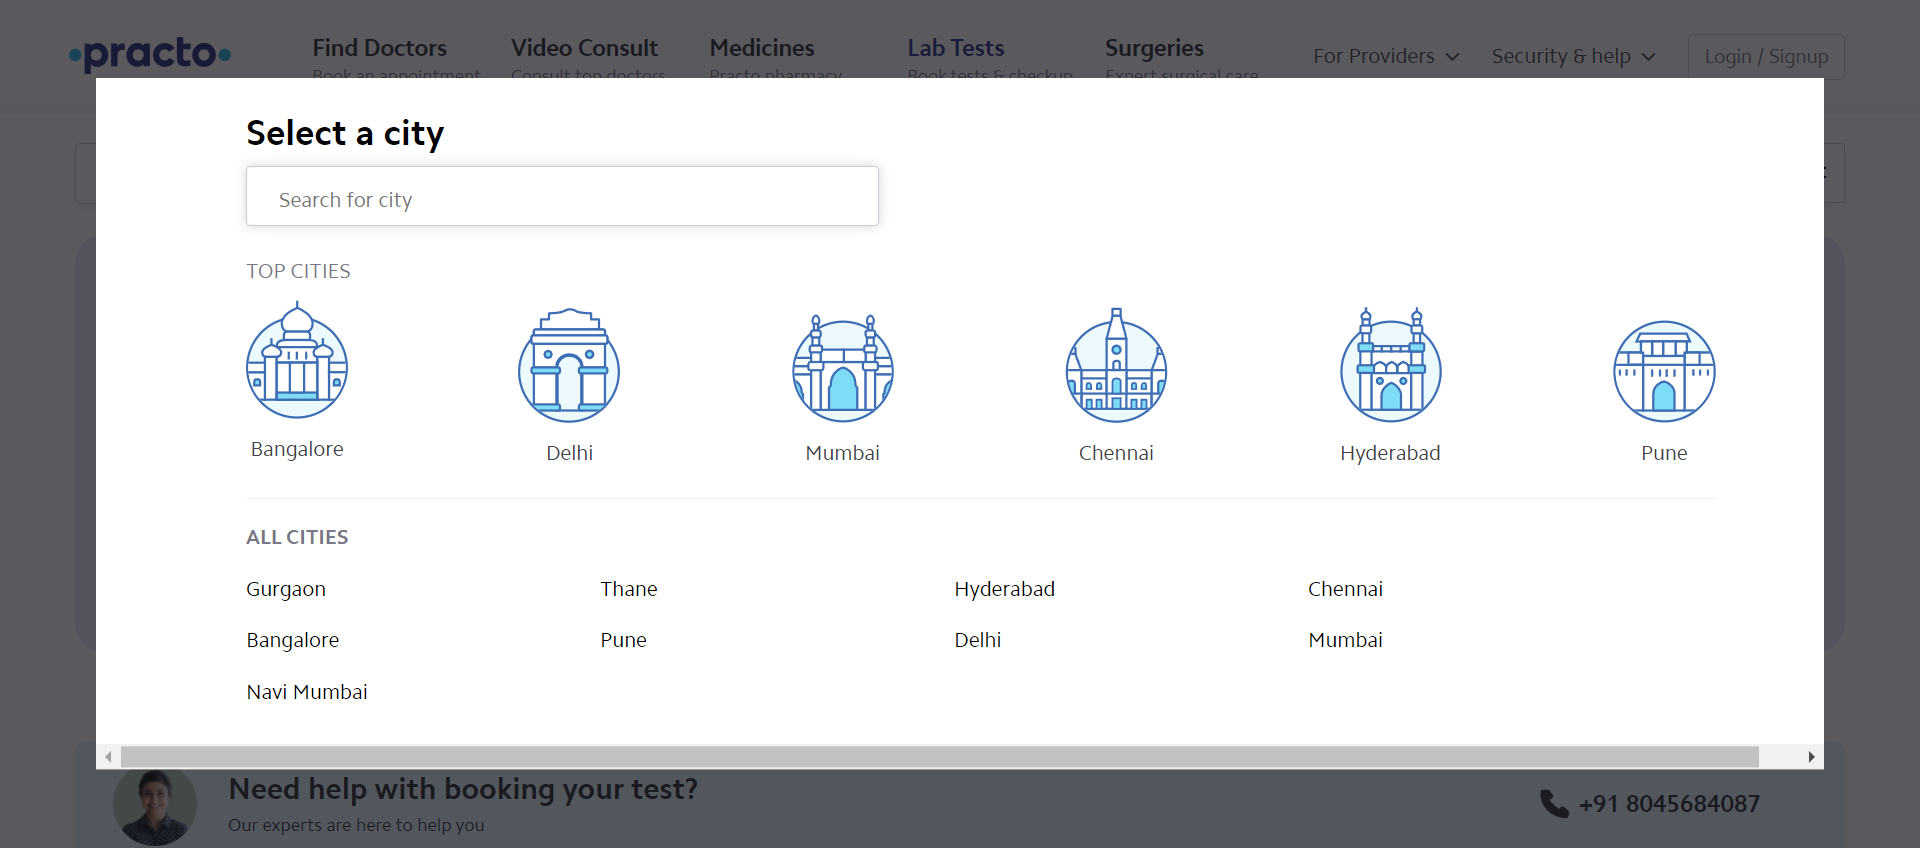 practo
Find Doctors
Book an appointment
Video Consult
Consult top doctors
Medicines
Practo pharmacy
Lab Tests
Book tests & checkup
Surgeries
Expert surgical care
For Providers
Security & help
Login / Signup
Select a city
Search for city
TOP CITIES
Bangalore
Delhi
Mumbai
Chennai
Hyderabad
Pune
ALL CITIES
Gurgaon Thane Hyderabad Chennai
Bangalore Pune Delhi Mumbai
Navi Mumbai
Need help with booking your test?
Our experts are here to help you
+91 8045684087